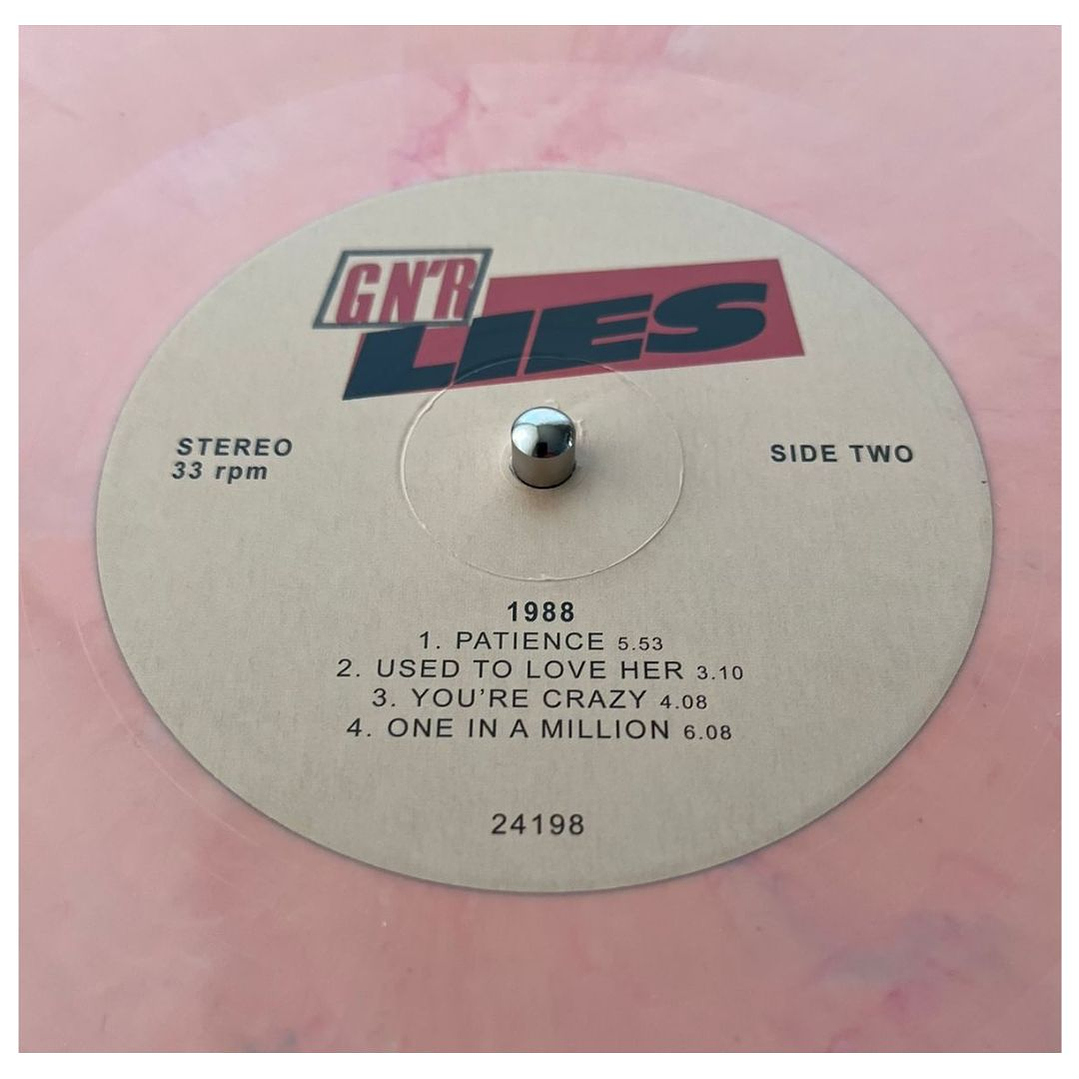 GN'R
LIES
STEREO
33 rpm
SIDE TWO
1988
1. PATIENCE 5.53
2. USED TO LOVE HER 3.10
3. YOU'RE CRAZY 4.08
4. ONE IN A MILLION 6.08
24198